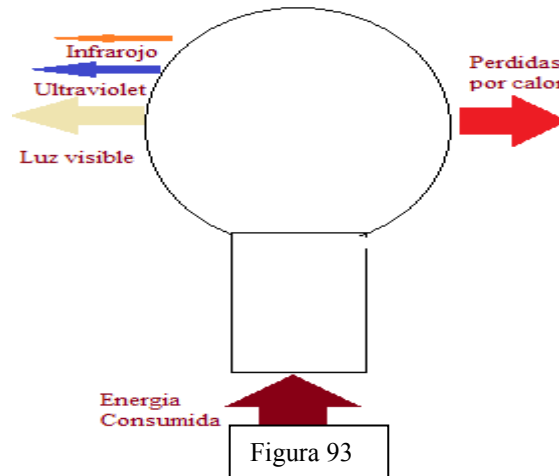 Infrarojo
Ultraviolet
Luz visible
Perdidas
por calor
Energia
Consumida
Figura 93